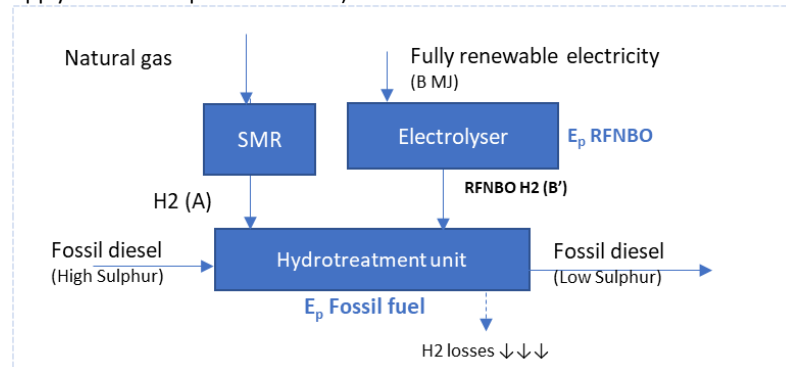 Natural gas
Fully renewable electricity
(B MJ)
SMR
Electrolyser
Eₚ RFNBO
H2 (A)
RFNBO H2 (B’)
Fossil diesel
(High Sulphur)
Hydrotreatment unit
Fossil diesel
(Low Sulphur)
Eₚ Fossil fuel
H2 losses ↓↓↓